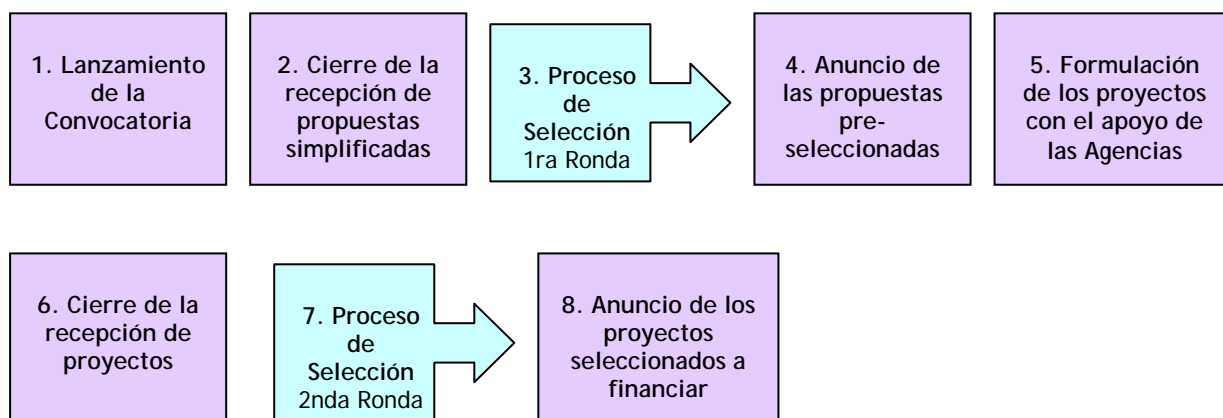 1. Lanzamiento
de la
Convocatoria
2. Cierre de la
recepción de
propuestas
simplificadas
3. Proceso
de
Selección
1ra Ronda
4. Anuncio de
las propuestas
pre-
seleccionadas
5. Formulación
de los proyectos
con el apoyo de
las Agencias
6. Cierre de la
recepción de
proyectos
7. Proceso
de
Selección
2nda Ronda
8. Anuncio de los
proyectos
seleccionados a
financiar